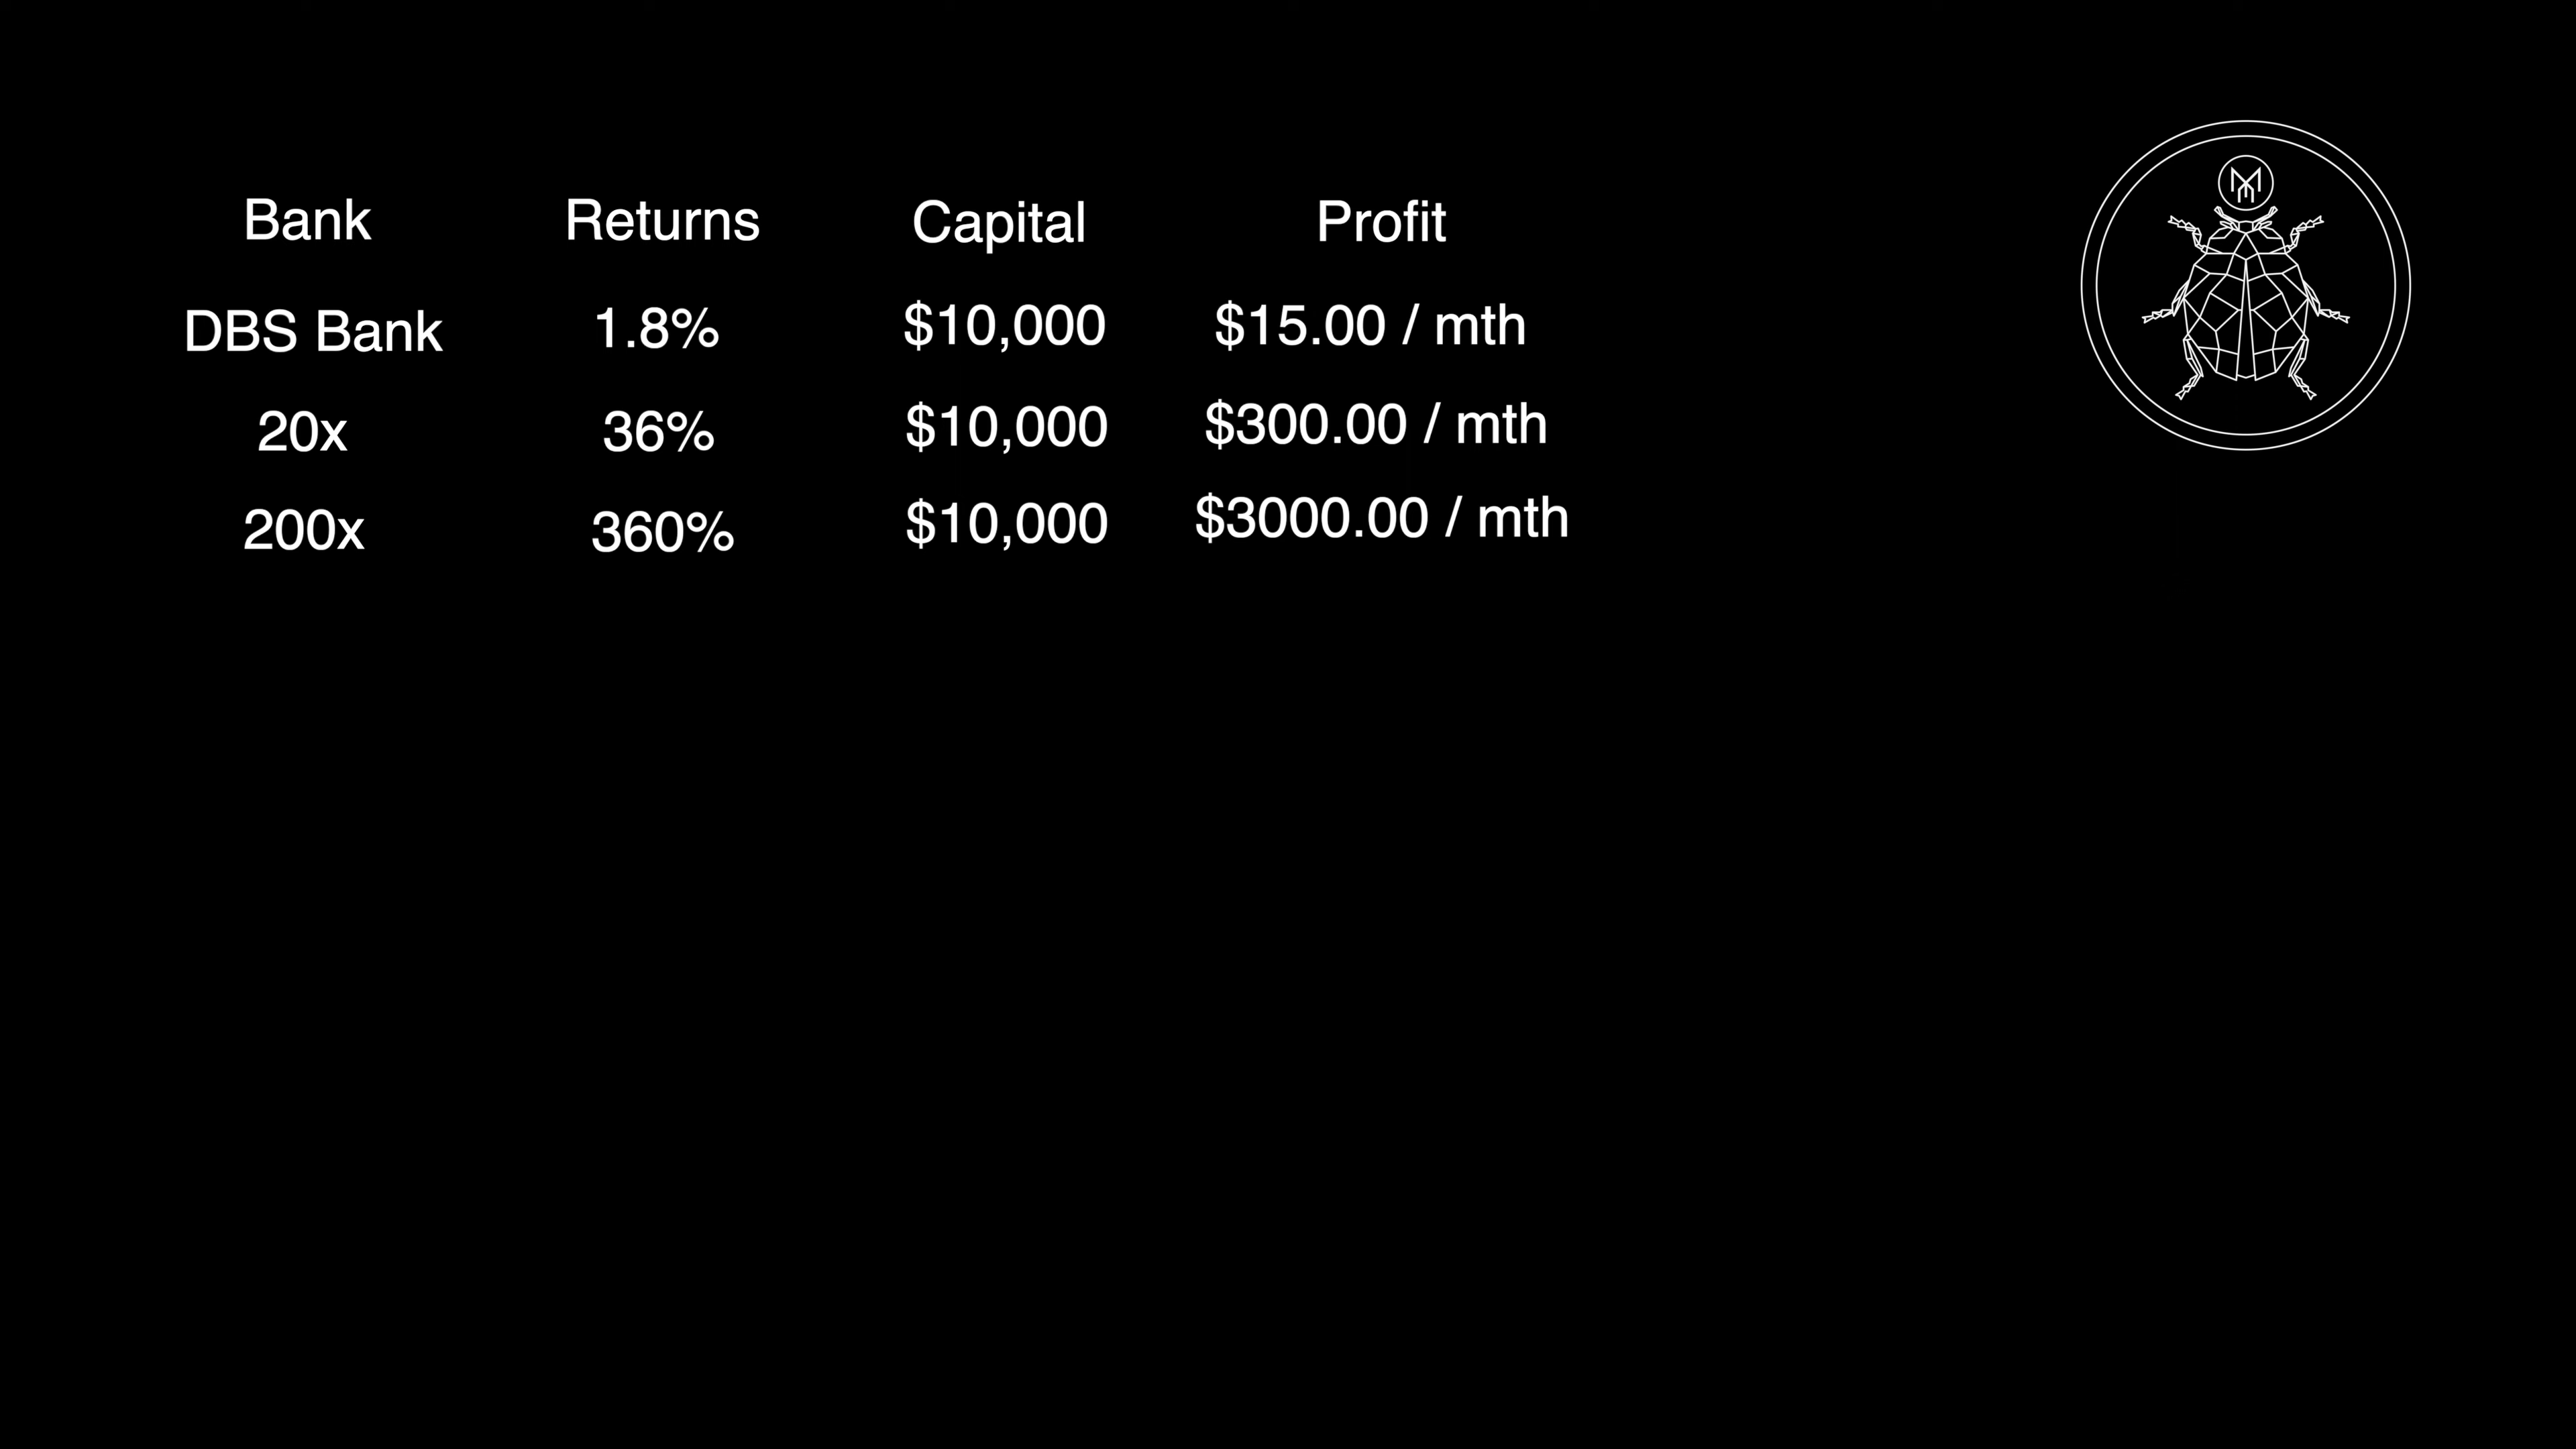 Bank Returns Capital Profit
DBS Bank 1.8% $10,000 $15.00 / mth
20x 36% $10,000 $300.00 / mth
200x 360% $10,000 $3000.00 / mth